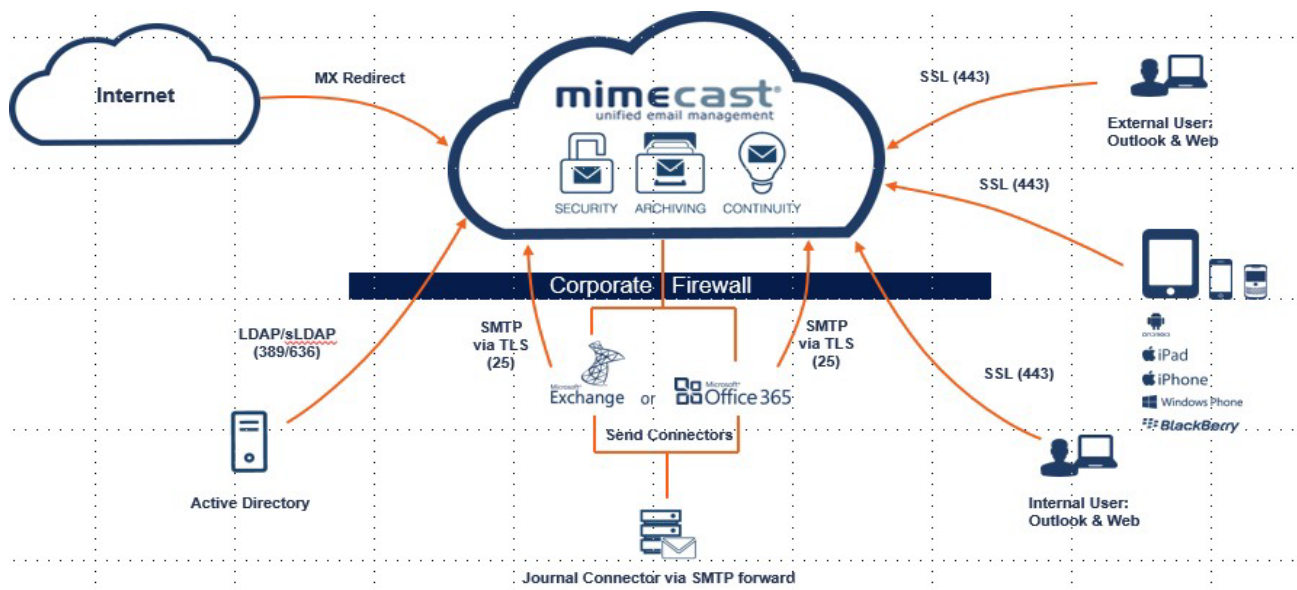 Internet
MX Redirect
mimecast
unified email management
SECURITY ARCHIVING CONTINUITY
SSL (443)
External User:
Outlook & Web
SSL (443)
Corporate Firewall
LDAP/sLDAP
(389/636)
SMTP
via TLS
(25)
SMTP
via TLS
(25)
Microsoft
Exchange
or
Microsoft
Office 365
SSL (443)
ANDROID
iPad
iPhone
Windows Phone
BlackBerry
Send Connectors
Active Directory
Internal User:
Outlook & Web
Journal Connector via SMTP forward